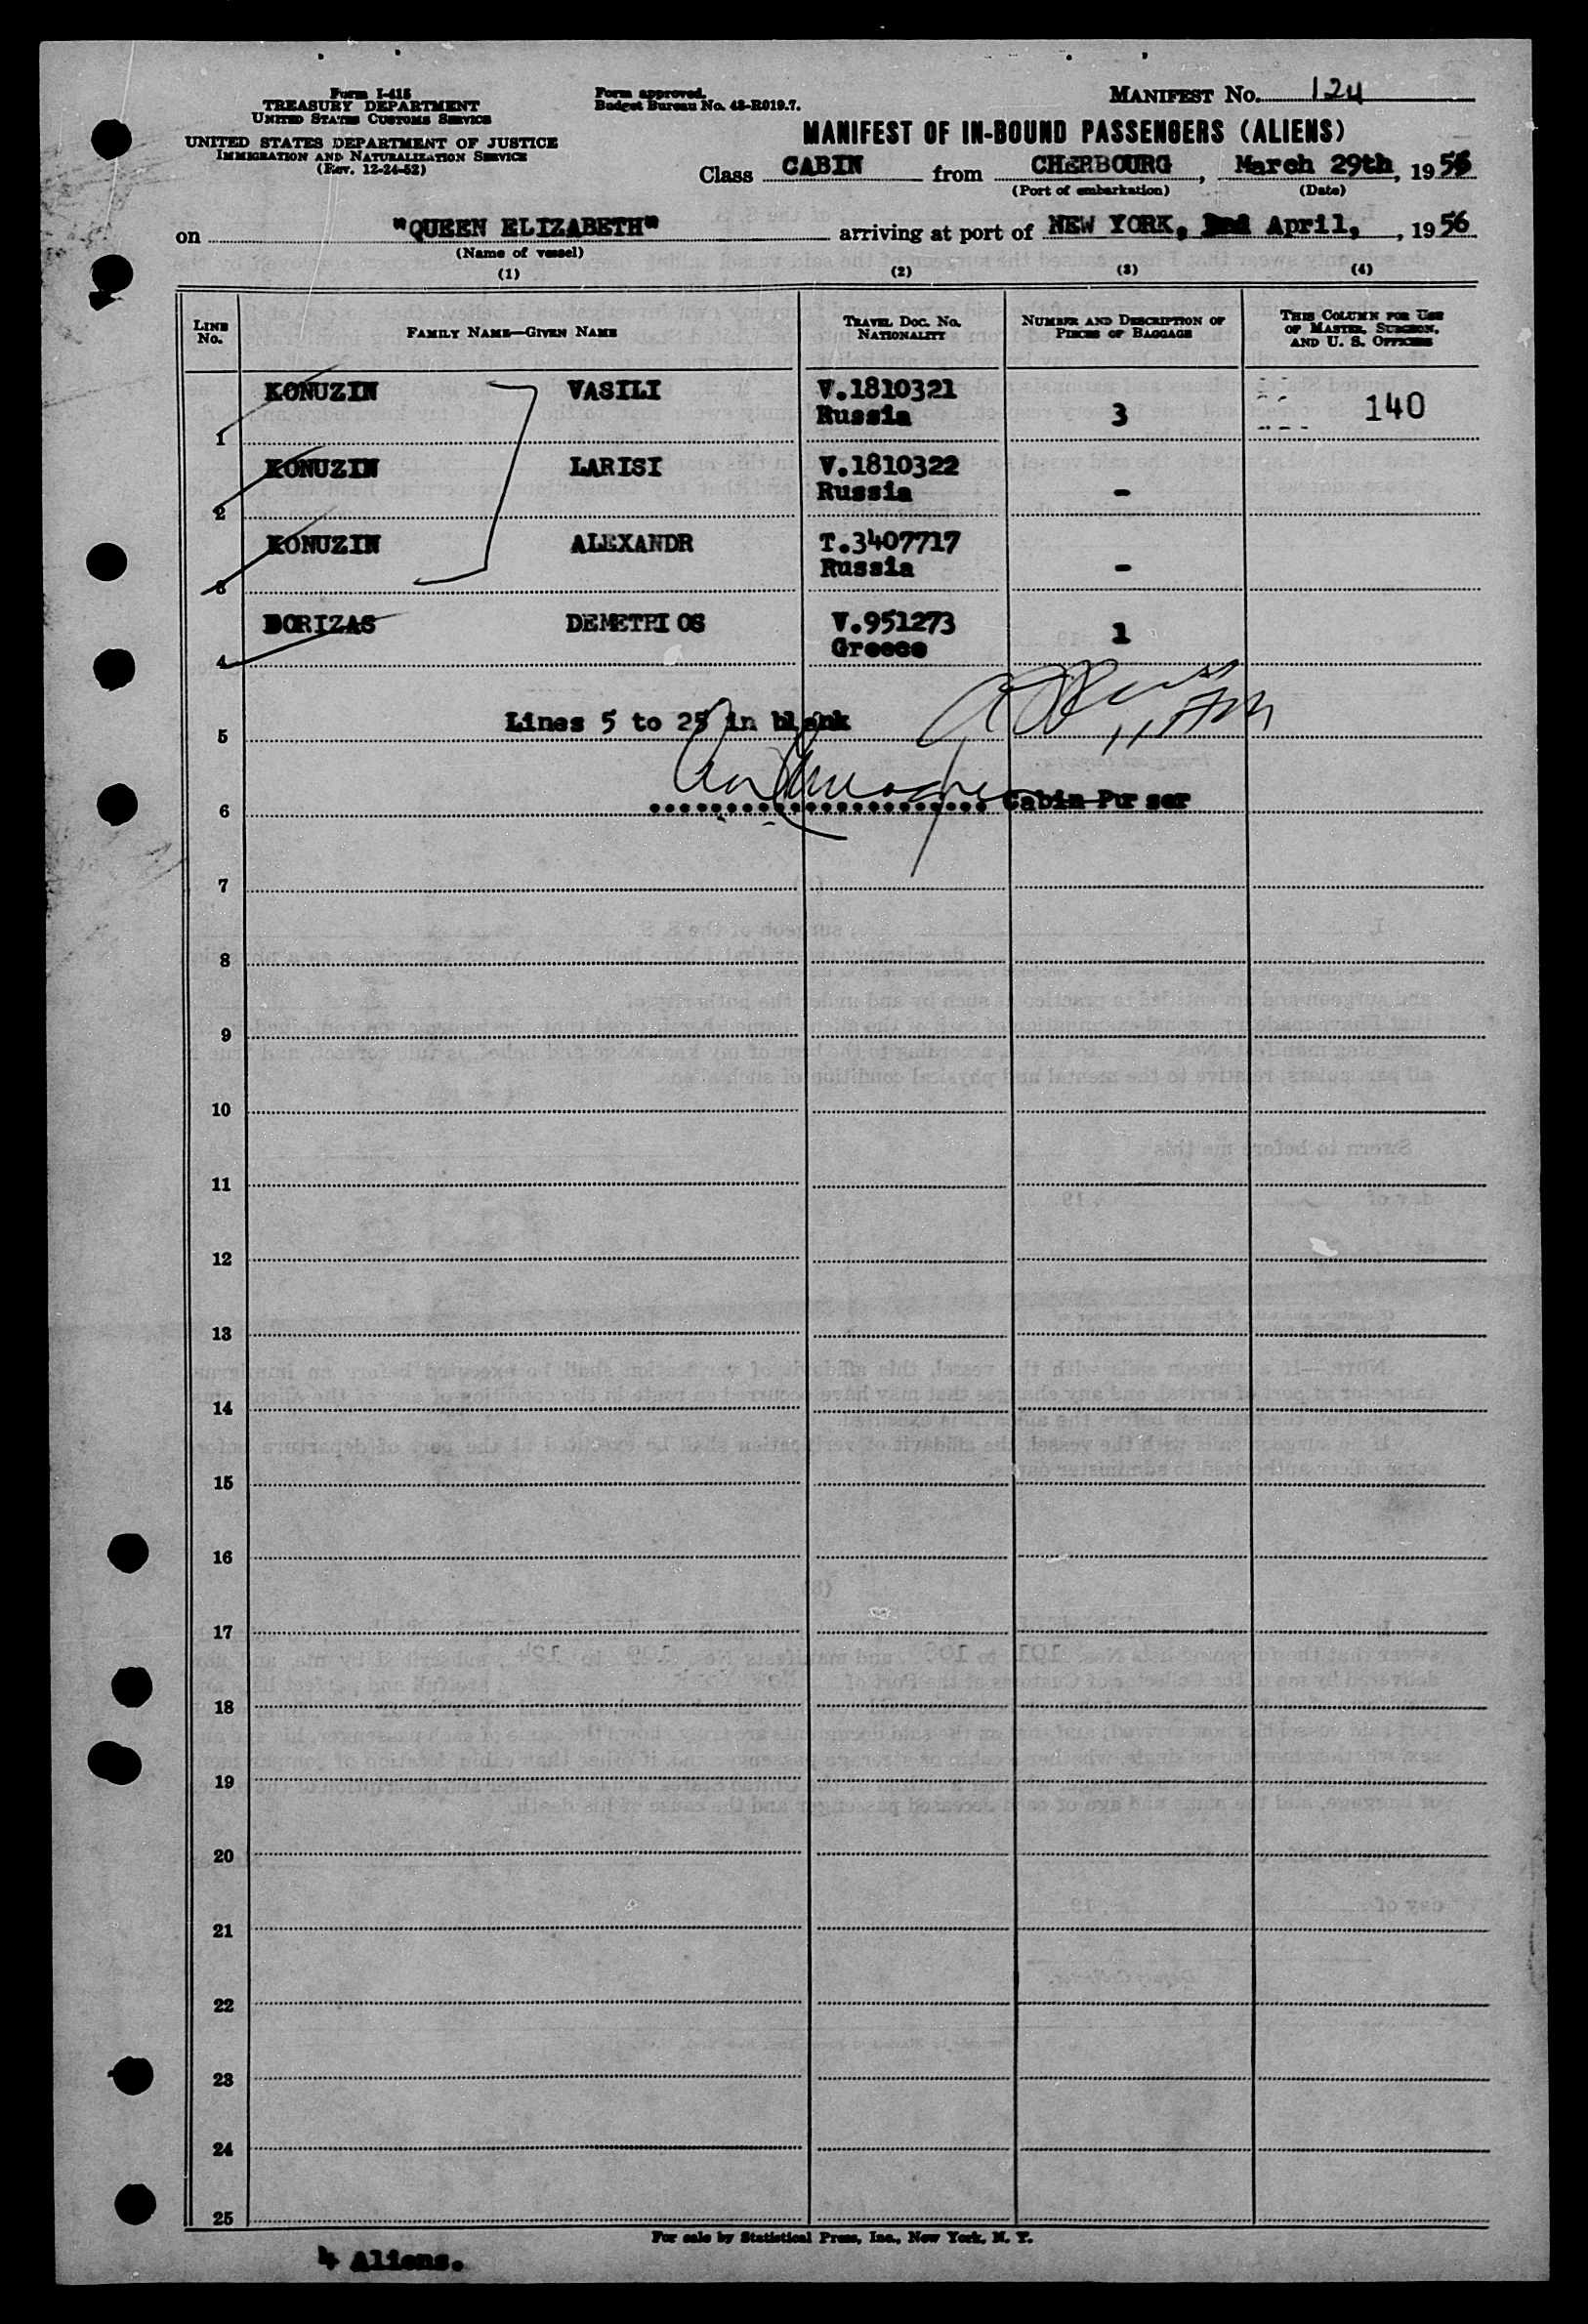 Form I-415
TREASURY DEPARTMENT
UNITED STATES CUSTOMS SERVICE
UNITED STATES DEPARTMENT OF JUSTICE
IMMIGRATION AND NATURALIZATION SERVICE
(Rev. 12-24-52)
Form approved.
Budget Bureau No. 43-R019.7.
MANIFEST NO. 124
MANIFEST OF IN-BOUND PASSENGERS (ALIENS)
Class CABIN from CHERBOURG, March 29th, 1956
(Port of embarkation) (Date)
on "QUEEN ELIZABETH" arriving at port of NEW YORK, April, , 1956
(Name of vessel)
(1) (2) (3) (4)
LINE NO.
FAMILY NAME—GIVEN NAME
TRAVEL DOC. NO.
NATIONALITY
NUMBER AND DESCRIPTION OF
PIECES OF BAGGAGE
THIS COLUMN FOR USE
OF MASTER, SURGEON,
AND U. S. OFFICERS
1 KONUZIN VASILI V.1810321 Russia 3 140
2 KONUZIN LARISI V.1810322 Russia -
3 KONUZIN ALEXANDR T.3407717 Russia -
4 BORIZAS DEMETRI OS V.951273 Greece 1
5 Lines 5 to 25 in blank
6 Cabin Purser
7
8
9
10
11
12
13
14
15
16
17
18
19
20
21
22
23
24
25
For sale by Statistical Press, Inc., New York, N. Y.
4 Aliens.